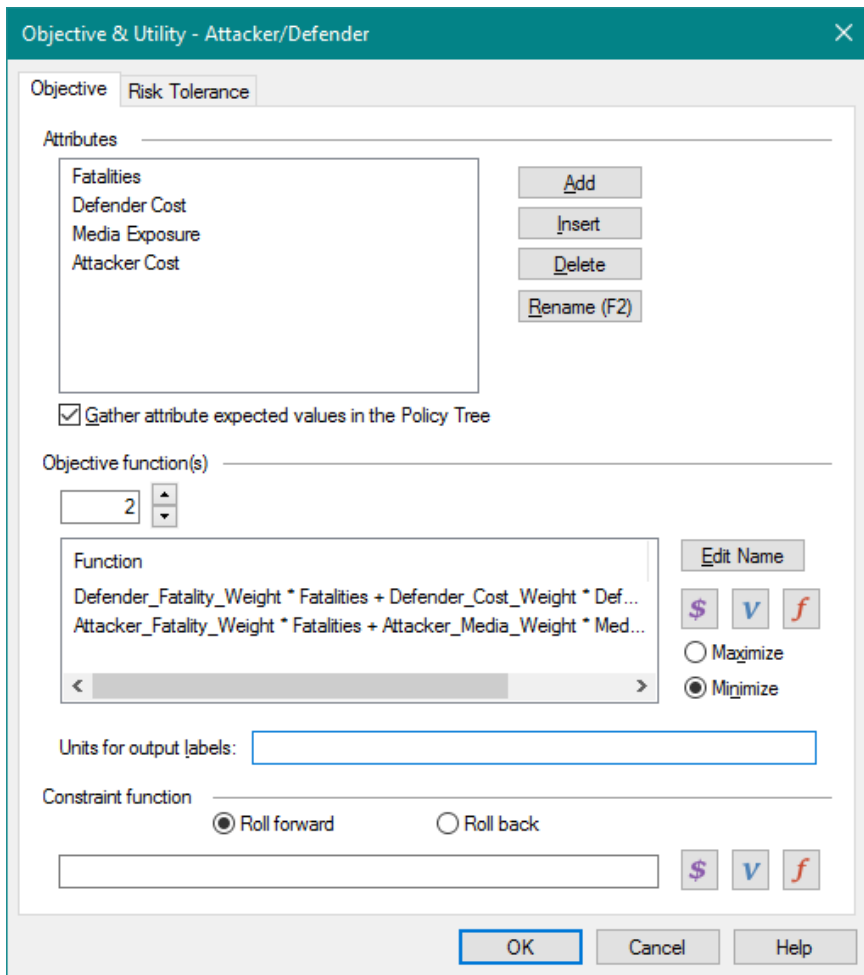 Objective & Utility - Attacker/Defender
Objective
Risk Tolerance
Attributes
Fatalities
Defender Cost
Media Exposure
Attacker Cost
Add
Insert
Delete
Rename (F2)
Gather attribute expected values in the Policy Tree
Objective function(s)
2
Function
Defender_Fatality_Weight * Fatalities + Defender_Cost_Weight * Def...
Attacker_Fatality_Weight * Fatalities + Attacker_Media_Weight * Med...
Edit Name
$ V f
Maximize
Minimize
Units for output labels:
Constraint function
Roll forward
Roll back
$ V f
OK
Cancel
Help